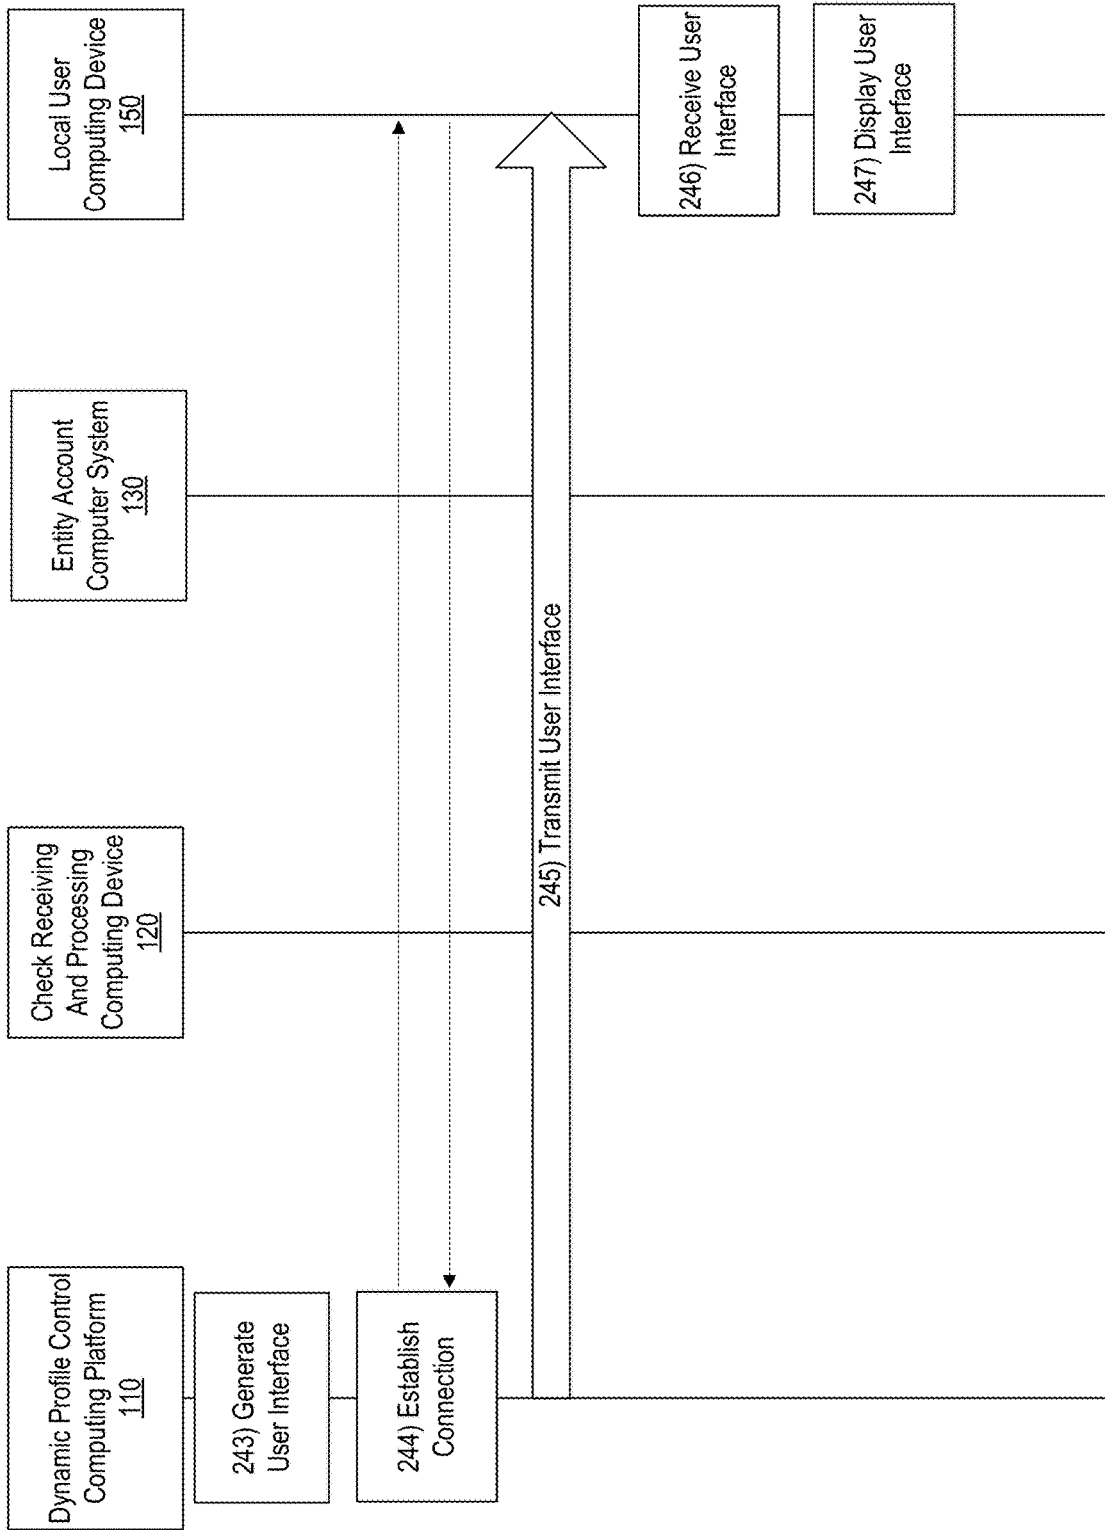 Dynamic Profile Control
Computing Platform
110
Check Receiving
And Processing
Computing Device
120
Entity Account
Computer System
130
Local User
Computing Device
150
243) Generate
User Interface
244) Establish
Connection
245) Transmit User Interface
246) Receive User
Interface
247) Display User
Interface